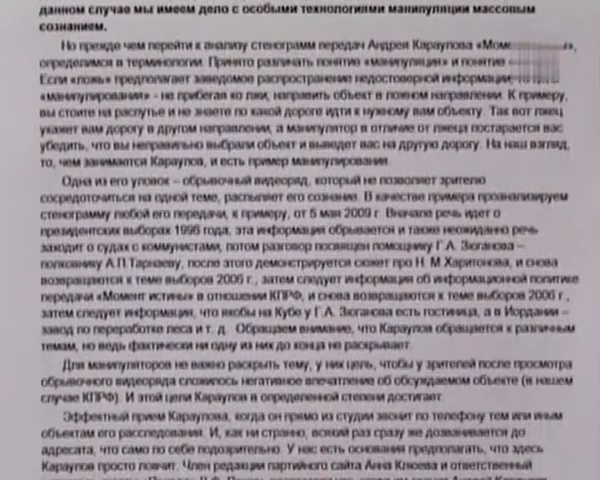 данном случае мы имеем дело с особыми технологиями манипуляции массовым
сознанием.
Но прежде чем перейти к анализу стенограмм передач Андрея Караулова
определимся в терминологии. Принято различать понятие «манипуляция» и понятие
Если «ложь» предполагает заведомое распространение недостоверной информации,
«манипулирования» - не прибегая ко лжи, направить объект в ложном направлении. К примеру,
вы стоите на распутье и не знаете по какой дороге идти к нужному вам объекту. Так вот лжец
укажет вам дорогу в другом направлении, а манипулятор в отличие от лжеца постарается вас
убедить, что вы неправильно выбрали объект и выведет вас на другую дорогу. На наш взгляд,
то, чем занимается Караулов, и есть пример манипулирования.
Одна из его уловок – обрывочный видеоряд, который не позволяет зрителю
сосредоточиться на одной теме, распыляет его сознание. В качестве примера проанализируем
стенограмму любой его передачи, к примеру, от 5 мая 2009 г. Вначале речь идет о
президентских выборах 1996 года, эта информация обрывается и также неожиданно речь
заходит о судах с коммунистами, потом разговор посвящен помощнику Г.А. Зюганова –
полковнику А.П.Тарнаеву, после этого демонстрируется сюжет про Н. М.Харитонова, и снова
возвращаются к теме выборов 2006 г., затем следует информация об информационной политике
передачи «Момент истины» в отношении КПРФ, и снова возвращаются к теме выборов 2006 г.,
затем следует информация, что якобы на Кубе у Г.А. Зюганова есть гостиница, а в Иордании –
завод по переработке леса и т. д. Обращаем внимание, что Караулов обращается к различным
темам, но ведь фактически ни одну из них до конца не раскрывает.
Для манипуляторов не важно раскрыть тему, у них цель, чтобы у зрителей после просмотра
обрывочного видеоряда сложилось негативное впечатление об обсуждаемом объекте (в нашем
случае КПРФ). И этой цели Караулов в определенной степени достигает.
Эффектный прием Караулова, когда он прямо из студии звонит по телефону тем или иным
объектам его расследования. И, как ни странно, всякий раз сразу же дозванивается до
адресата, что само по себе подозрительно. У нас есть основания предполагать, что здесь
Караулов просто ловчит. Член редакции партийного сайта Анна Клюева и ответственный